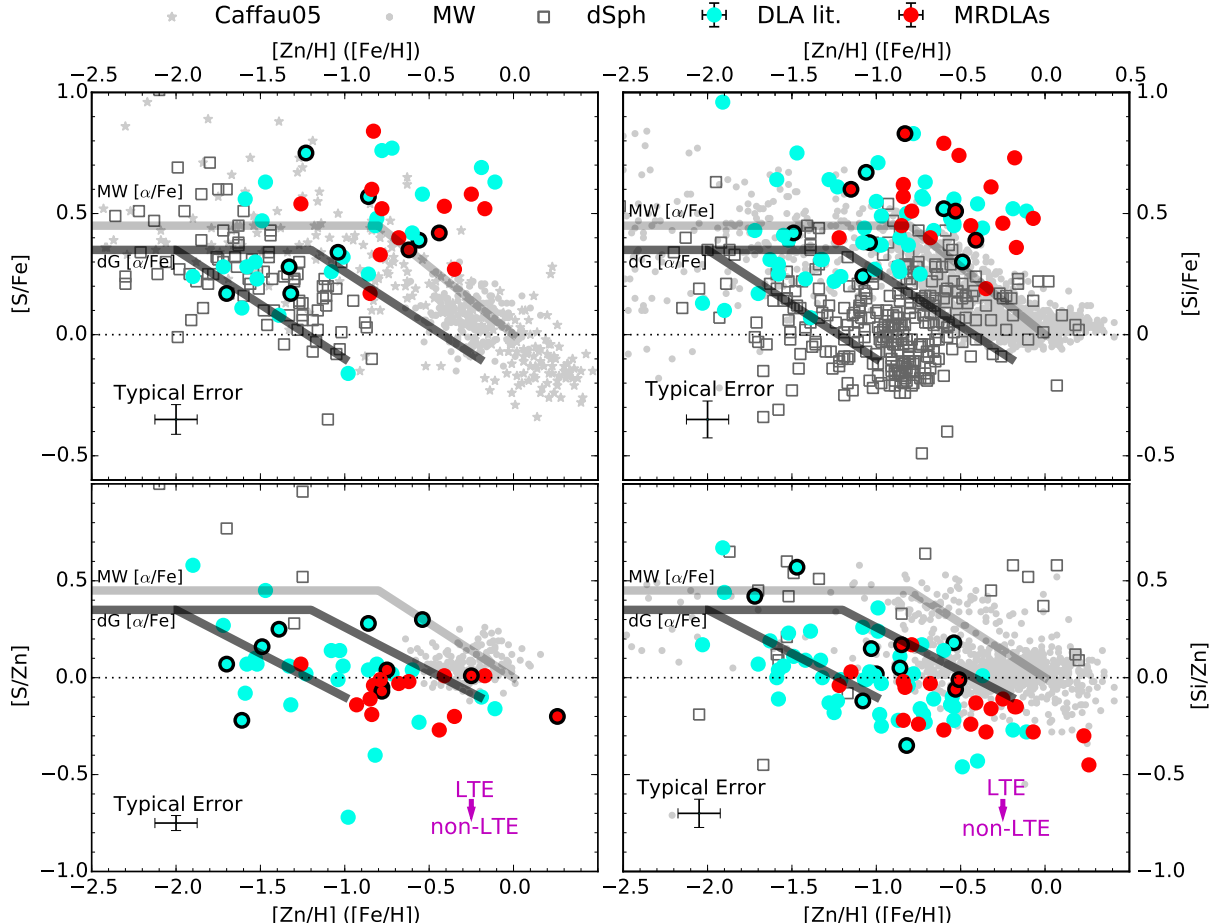 Caffau05 MW dSph DLA lit. MRDLAs
[Zn/H] ([Fe/H]) [Zn/H] ([Fe/H])
−2.5 −2.0 −1.5 −1.0 −0.5 0.0 −2.5 −2.0 −1.5 −1.0 −0.5 0.0 0.5
1.0 1.0
[S/Fe] [Si/Fe]
MW [α/Fe] MW [α/Fe]
0.5 0.5
dG [α/Fe] dG [α/Fe]
0.0 0.0
Typical Error Typical Error
−0.5 -0.5
[S/Zn] [Si/Zn]
MW [α/Fe] MW [α/Fe]
0.5 0.5
dG [α/Fe] dG [α/Fe]
0.0 0.0
−0.5 −0.5
Typical Error LTE Typical Error LTE
non-LTE non-LTE
−1.0 −1.0
−2.5 −2.0 −1.5 −1.0 −0.5 0.0 −2.5 −2.0 −1.5 −1.0 −0.5 0.0
[Zn/H] ([Fe/H]) [Zn/H] ([Fe/H])